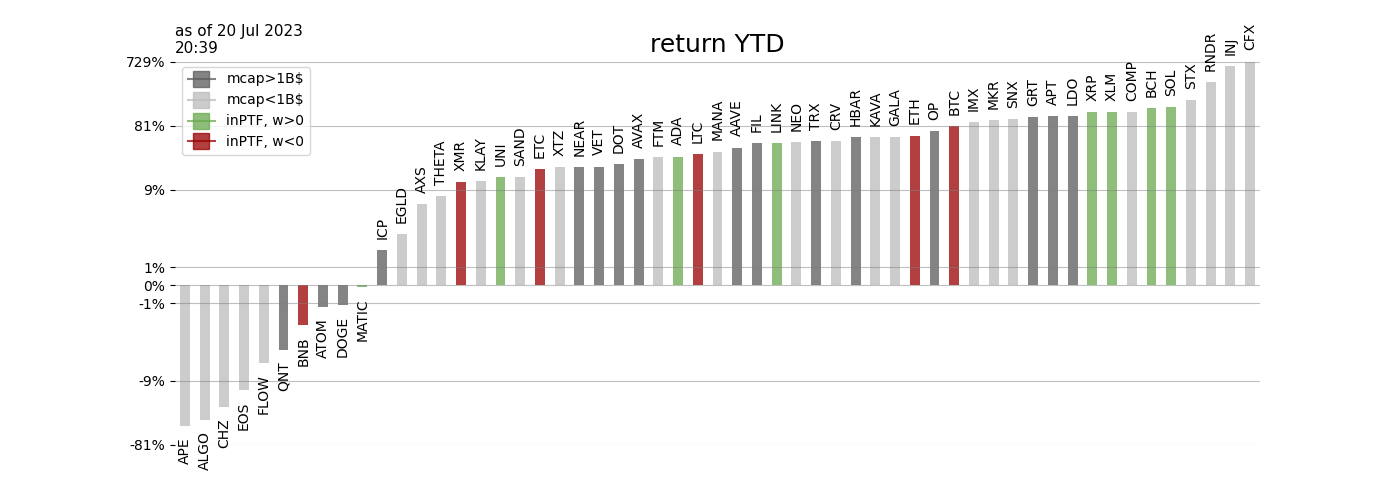 as of 20 Jul 2023
20:39
return YTD
mcap>1B$
mcap<1B$
inPTF, w>0
inPTF, w<0
729%
81%
9%
1%
0%
-1%
-9%
-81%
APE
ALGO
CHZ
EOS
FLOW
QNT
BNB
ATOM
DOGE
MATIC
ICP
EGLD
AXS
THETA
XMR
KLAY
UNI
SAND
ETC
XTZ
NEAR
VET
DOT
AVAX
FTM
ADA
LTC
MANA
AAVE
FIL
LINK
NEO
TRX
CRV
HBAR
KAVA
GALA
ETH
OP
BTC
IMX
MKR
SNX
GRT
APT
LDO
XRP
XLM
COMP
BCH
SOL
STX
RNDR
INJ
CFX